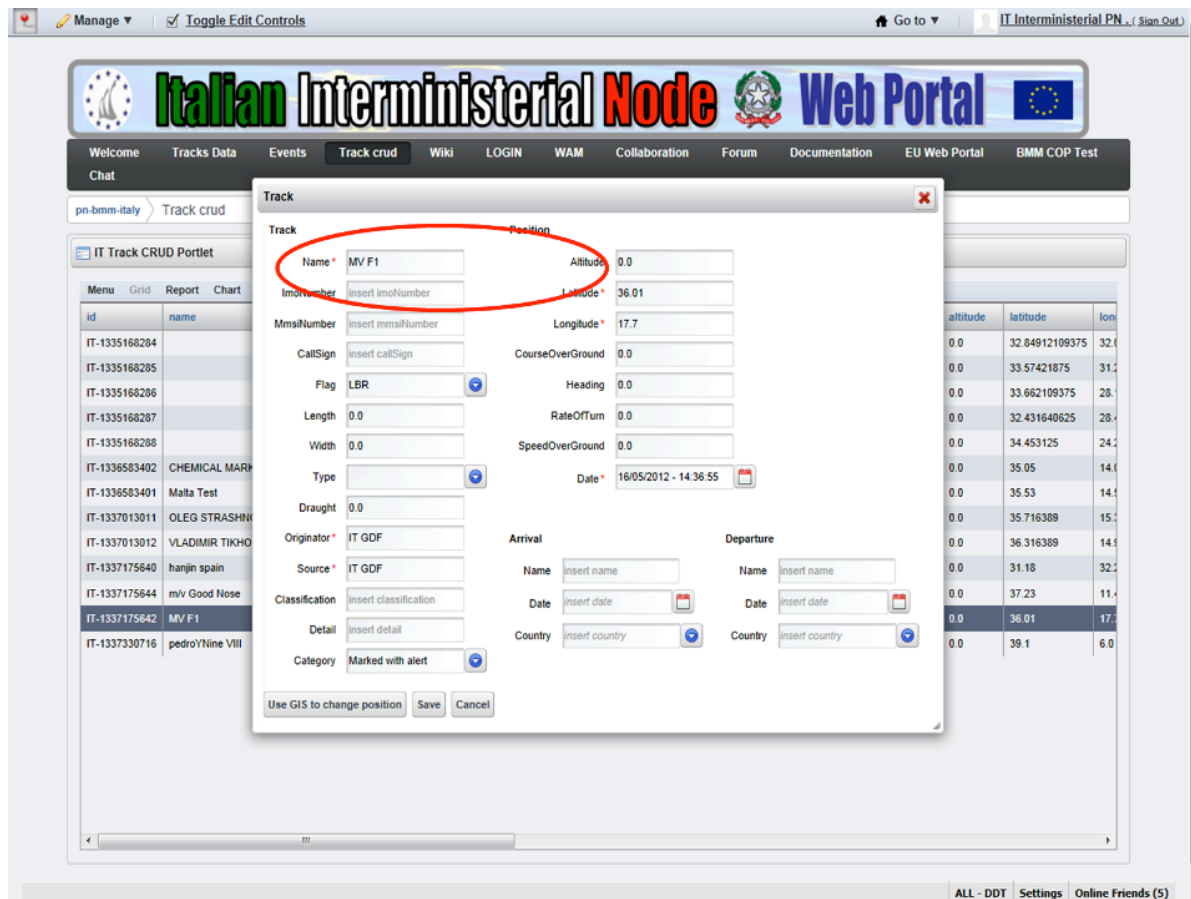 Manage ▼ Toggle Edit Controls Go to ▼ IT Interministerial PN . ( Sign Out )
Italian Interministerial Node Web Portal
Welcome Tracks Data Events Track crud Wiki LOGIN WAM Collaboration Forum Documentation EU Web Portal BMM COP Test
Chat
pn-bmm-italy Track crud
IT Track CRUD Portlet
Menu Grid Report Chart
id name altitude latitude
IT-1335168284 0.0 32.84912109375
IT-1335168285 0.0 33.57421875
IT-1335168286 0.0 33.662109375
IT-1335168287 0.0 32.431640625
IT-1335168288 0.0 34.453125
IT-1336583402 CHEMICAL MARK 0.0 35.05
IT-1336583401 Malta Test 0.0 35.53
IT-1337013011 OLEG STRASHN 0.0 35.716389
IT-1337013012 VLADIMIR TIKHO 0.0 36.316389
IT-1337175640 hanjin spain 0.0 31.18
IT-1337175644 m/v Good Nose 0.0 37.23
IT-1337175642 MV F1 0.0 36.01
IT-1337330716 pedroYNine VIII 0.0 39.1 6.0
Track
Track Position
Name * MV F1 Altitude 0.0
ImoNumber insert imoNumber Latitude * 36.01
MmsiNumber insert mmsiNumber Longitude * 17.7
CallSign insert callSign CourseOverGround 0.0
Flag LBR Heading 0.0
Length 0.0 RateOfTurn 0.0
Width 0.0 SpeedOverGround 0.0
Type Date * 16/05/2012 - 14:36:55
Draught 0.0
Originator * IT GDF Arrival Departure
Source * IT GDF Name insert name Name insert name
Classification insert classification Date insert date Date insert date
Detail insert detail Country insert country Country insert country
Category Marked with alert
Use GIS to change position Save Cancel
ALL - DDT Settings Online Friends (5)